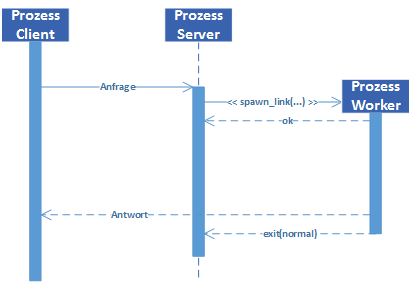 Prozess
Client
Prozess
Server
Anfrage
<< spawn_link(...) >>
Prozess
Worker
ok
Antwort
exit(normal)